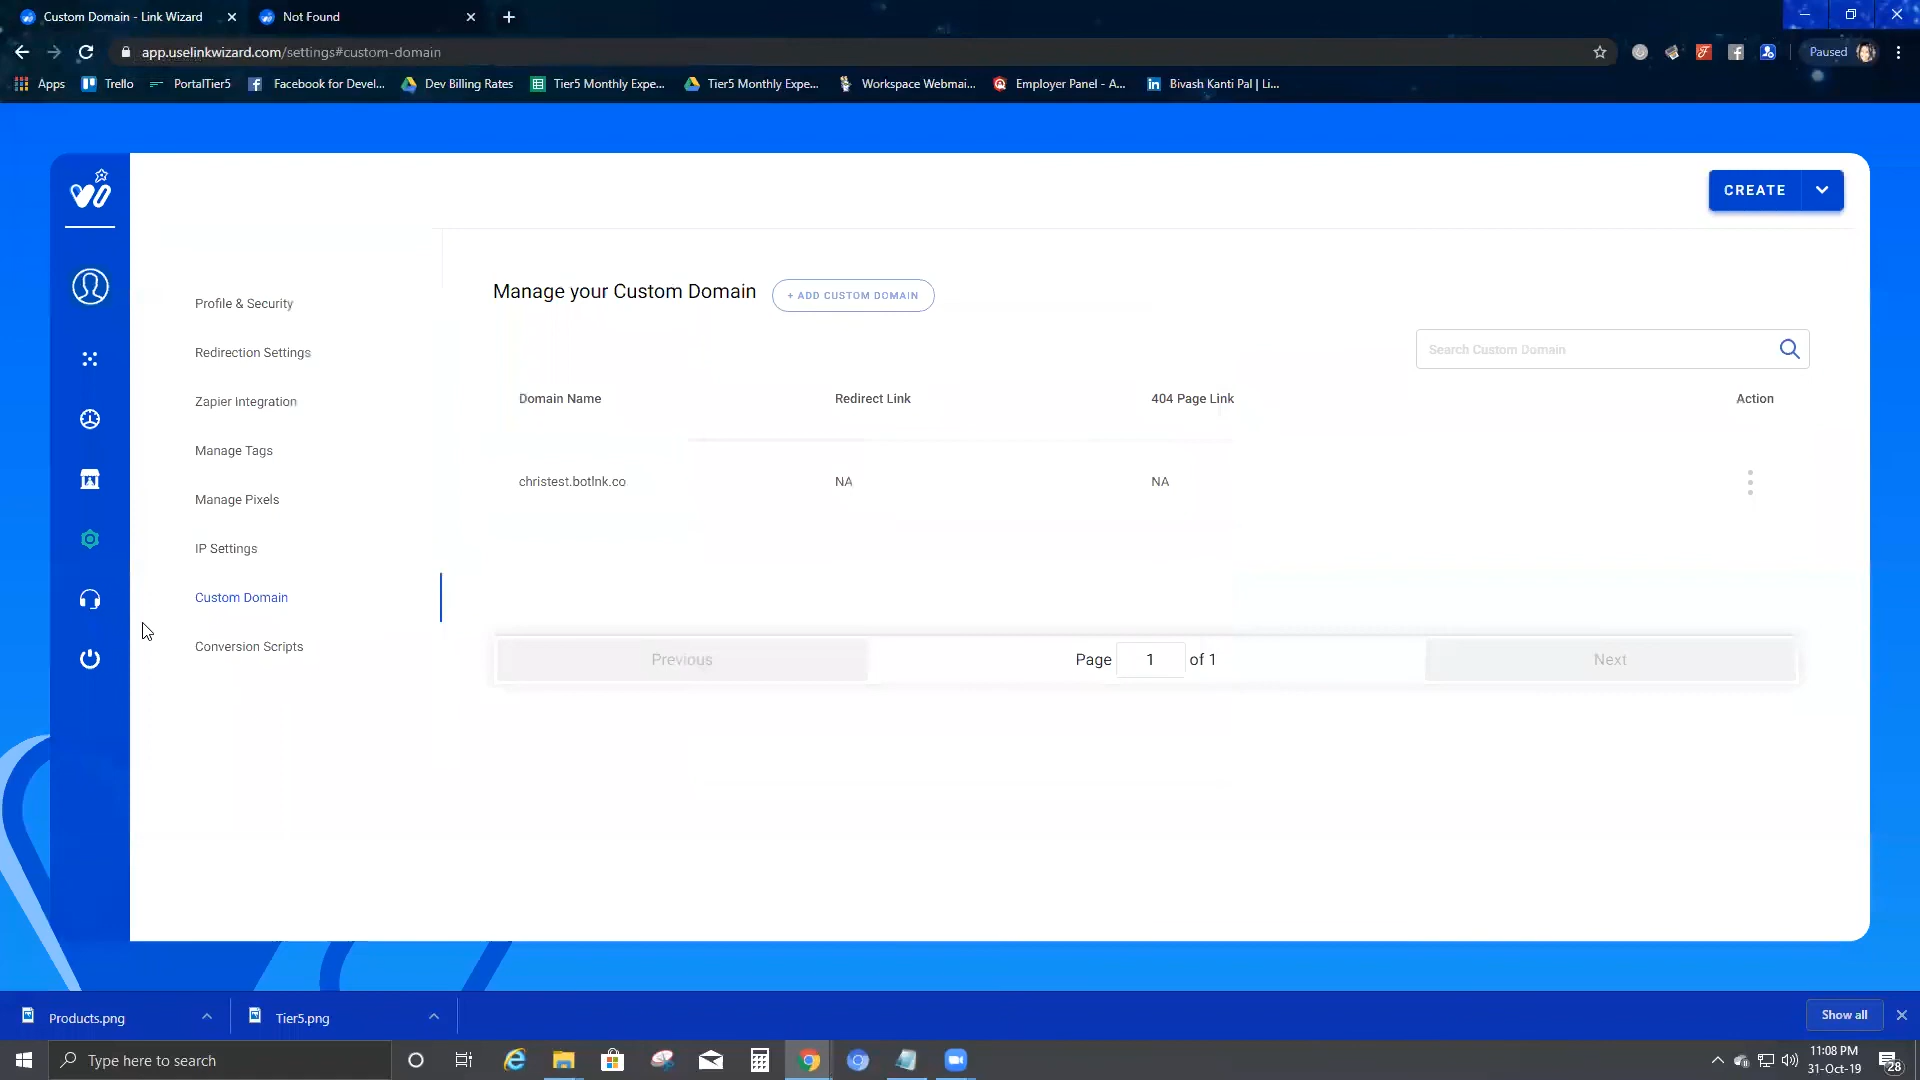 Custom Domain - Link Wizard
Not Found
app.uselinkwizard.com/settings#custom-domain
Paused
Apps
Trello
PortalTier5
Facebook for Devel...
Dev Billing Rates
Tier5 Monthly Expe...
Tier5 Monthly Expe...
Workspace Webmai...
Employer Panel - A...
Bivash Kanti Pal | Li...
CREATE
Profile & Security
Redirection Settings
Zapier Integration
Manage Tags
Manage Pixels
IP Settings
Custom Domain
Conversion Scripts
Manage your Custom Domain
+ ADD CUSTOM DOMAIN
Search Custom Domain
Domain Name Redirect Link 404 Page Link Action
christest.botlnk.co NA NA
Previous Page 1 of 1 Next
Products.png
Tier5.png
Show all
Type here to search
11:08 PM
31-Oct-19
28